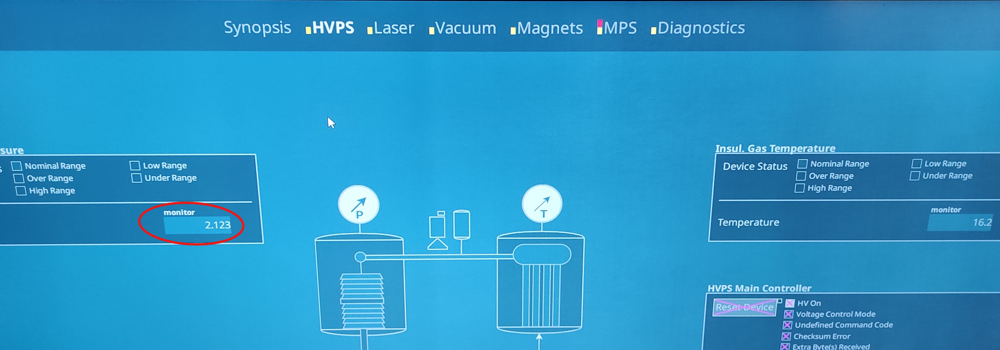 Synopsis HVPS Laser Vacuum Magnets MPS Diagnostics
sure
Nominal Range Low Range
Over Range Under Range
High Range
monitor
2.123
P
T
Insul. Gas Temperature
Device Status Nominal Range Low Range
Over Range Under Range
High Range
monitor
Temperature 16.2
HVPS Main Controller
Reset Device HV On
Voltage Control Mode
Undefined Command Code
Checksum Error
Extra Byte(s) Received